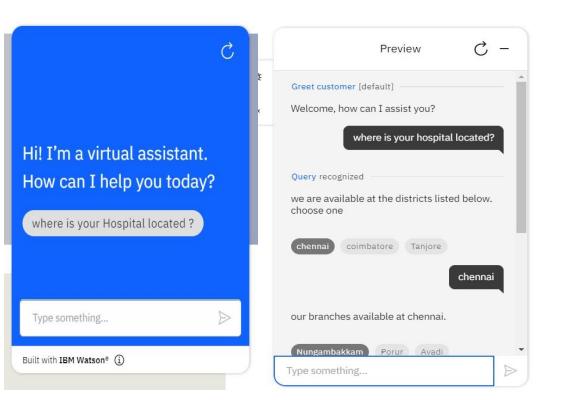 Hi! I'm a virtual assistant.
How can I help you today?
where is your Hospital located ?
Type something...
Built with IBM Watson®
Preview
Greet customer [default]
Welcome, how can I assist you?
where is your hospital located?
Query recognized
we are available at the districts listed below.
choose one
chennai coimbatore Tanjore
chennai
our branches available at chennai.
Nungambakkam Porur Avadi
Type something...